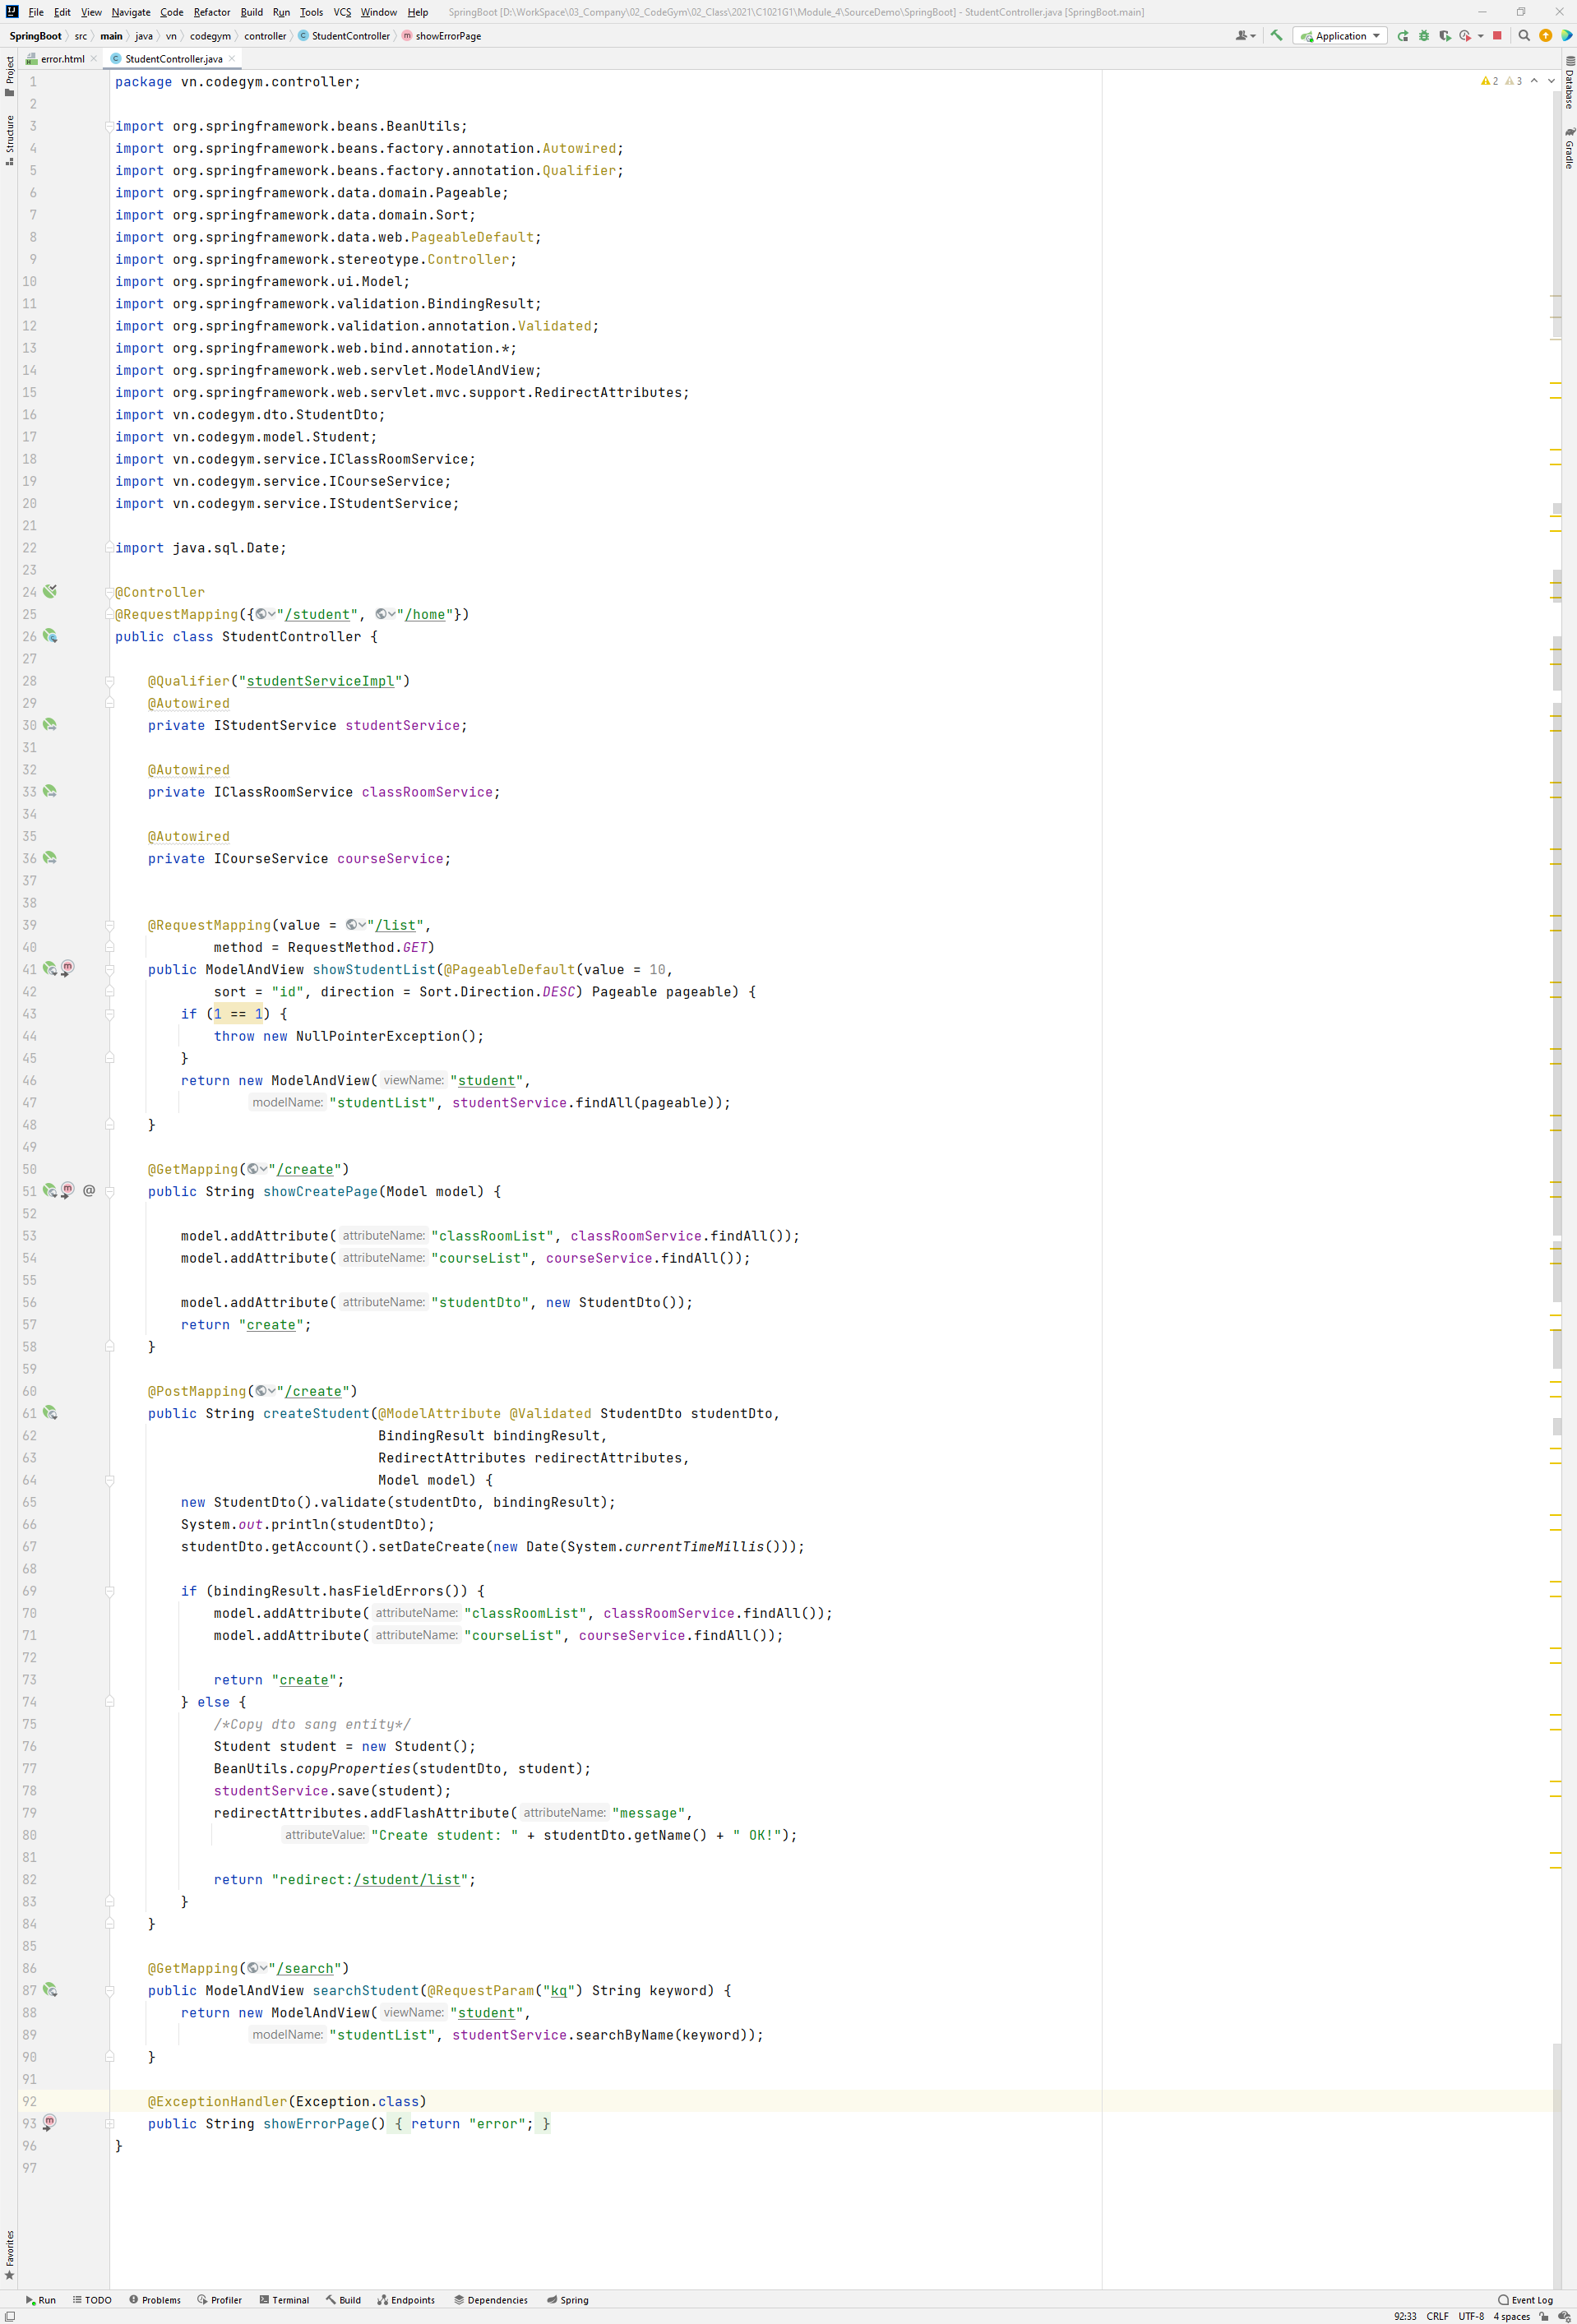 File Edit View Navigate Code Refactor Build Run Tools VCS Window Help SpringBoot [D:\WorkSpace\03_Company\02_CodeGym\02_Class\2021\C1021G1\Module_4\SourceDemo\SpringBoot] - StudentController.java [SpringBoot.main]
SpringBoot src main java vn codegym controller StudentController showErrorPage Application
error.html StudentController.java
Project
Structure
Favorites
Database
Gradle
2 3
1 package vn.codegym.controller;
2
3 import org.springframework.beans.BeanUtils;
4 import org.springframework.beans.factory.annotation.Autowired;
5 import org.springframework.beans.factory.annotation.Qualifier;
6 import org.springframework.data.domain.Pageable;
7 import org.springframework.data.domain.Sort;
8 import org.springframework.data.web.PageableDefault;
9 import org.springframework.stereotype.Controller;
10 import org.springframework.ui.Model;
11 import org.springframework.validation.BindingResult;
12 import org.springframework.validation.annotation.Validated;
13 import org.springframework.web.bind.annotation.*;
14 import org.springframework.web.servlet.ModelAndView;
15 import org.springframework.web.servlet.mvc.support.RedirectAttributes;
16 import vn.codegym.dto.StudentDto;
17 import vn.codegym.model.Student;
18 import vn.codegym.service.IClassRoomService;
19 import vn.codegym.service.ICourseService;
20 import vn.codegym.service.IStudentService;
21
22 import java.sql.Date;
23
24 @Controller
25 @RequestMapping({"/student", "/home"})
26 public class StudentController {
27
28 @Qualifier("studentServiceImpl")
29 @Autowired
30 private IStudentService studentService;
31
32 @Autowired
33 private IClassRoomService classRoomService;
34
35 @Autowired
36 private ICourseService courseService;
37
38
39 @RequestMapping(value = "/list",
40 method = RequestMethod.GET)
41 public ModelAndView showStudentList(@PageableDefault(value = 10,
42 sort = "id", direction = Sort.Direction.DESC) Pageable pageable) {
43 if (1 == 1) {
44 throw new NullPointerException();
45 }
46 return new ModelAndView( viewName: "student",
47 modelName: "studentList", studentService.findAll(pageable));
48 }
49
50 @GetMapping("/create")
51 @ public String showCreatePage(Model model) {
52
53 model.addAttribute( attributeName: "classRoomList", classRoomService.findAll());
54 model.addAttribute( attributeName: "courseList", courseService.findAll());
55
56 model.addAttribute( attributeName: "studentDto", new StudentDto());
57 return "create";
58 }
59
60 @PostMapping("/create")
61 public String createStudent(@ModelAttribute @Validated StudentDto studentDto,
62 BindingResult bindingResult,
63 RedirectAttributes redirectAttributes,
64 Model model) {
65 new StudentDto().validate(studentDto, bindingResult);
66 System.out.println(studentDto);
67 studentDto.getAccount().setDateCreate(new Date(System.currentTimeMillis()));
68
69 if (bindingResult.hasFieldErrors()) {
70 model.addAttribute( attributeName: "classRoomList", classRoomService.findAll());
71 model.addAttribute( attributeName: "courseList", courseService.findAll());
72
73 return "create";
74 } else {
75 /*Copy dto sang entity*/
76 Student student = new Student();
77 BeanUtils.copyProperties(studentDto, student);
78 studentService.save(student);
79 redirectAttributes.addFlashAttribute( attributeName: "message",
80 attributeValue: "Create student: " + studentDto.getName() + " OK!");
81
82 return "redirect:/student/list";
83 }
84 }
85
86 @GetMapping("/search")
87 public ModelAndView searchStudent(@RequestParam("kq") String keyword) {
88 return new ModelAndView( viewName: "student",
89 modelName: "studentList", studentService.searchByName(keyword));
90 }
91
92 @ExceptionHandler(Exception.class)
93 public String showErrorPage() { return "error"; }
96 }
97
Run TODO Problems Profiler Terminal Build Endpoints Dependencies Spring Event Log
92:33 CRLF UTF-8 4 spaces